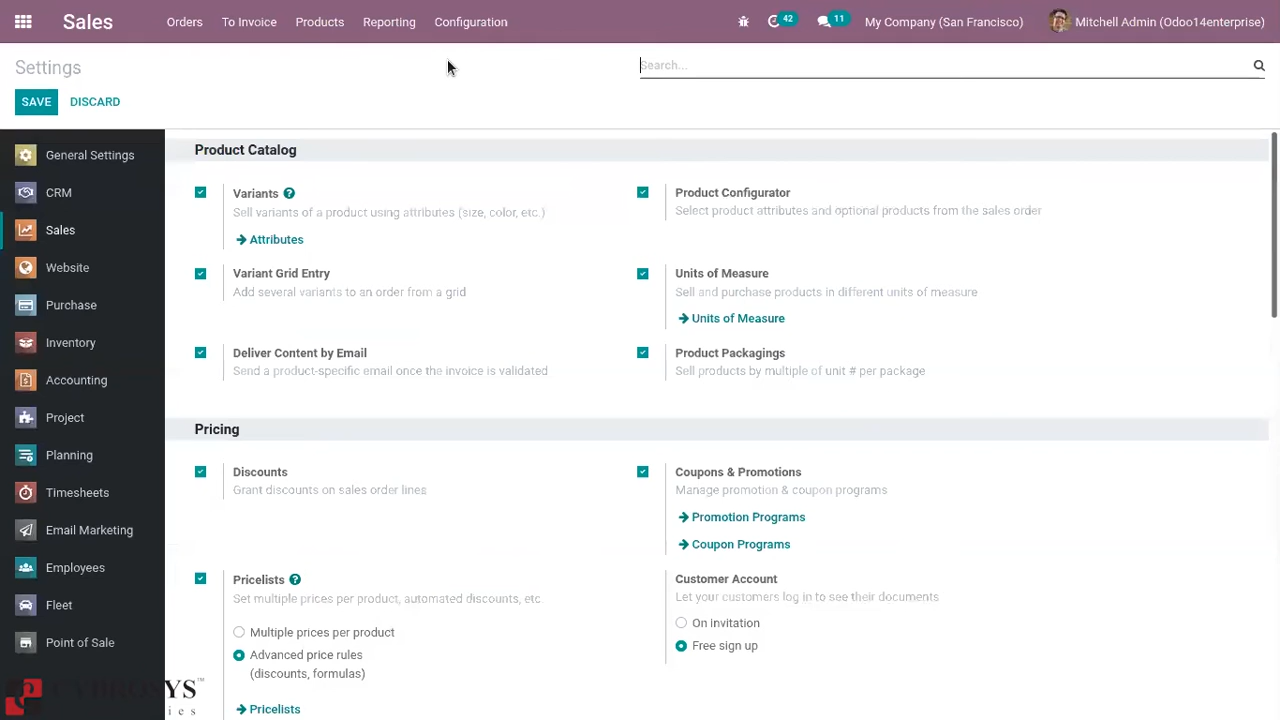 Sales Orders To Invoice Products Reporting Configuration 42 11 My Company (San Francisco) Mitchell Admin (Odoo14enterprise)
Settings Search...
SAVE DISCARD
General Settings
CRM
Sales
Website
Purchase
Inventory
Accounting
Project
Planning
Timesheets
Email Marketing
Employees
Fleet
Point of Sale
Product Catalog
Variants
Sell variants of a product using attributes (size, color, etc.)
Attributes
Product Configurator
Select product attributes and optional products from the sales order
Variant Grid Entry
Add several variants to an order from a grid
Units of Measure
Sell and purchase products in different units of measure
Units of Measure
Deliver Content by Email
Send a product-specific email once the invoice is validated
Product Packagings
Sell products by multiple of unit # per package
Pricing
Discounts
Grant discounts on sales order lines
Coupons & Promotions
Manage promotion & coupon programs
Promotion Programs
Coupon Programs
Pricelists
Set multiple prices per product, automated discounts, etc.
Multiple prices per product
Advanced price rules
(discounts, formulas)
Pricelists
Customer Account
Let your customers log in to see their documents
On invitation
Free sign up